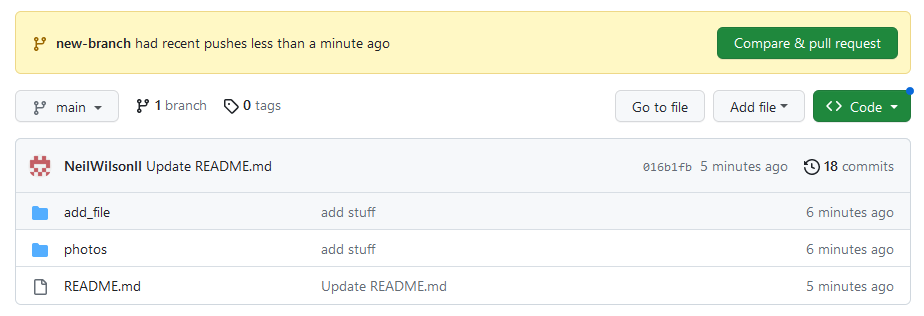 new-branch had recent pushes less than a minute ago Compare & pull request
main 1 branch 0 tags Go to file Add file Code
NeilWilsonll Update README.md 016b1fb 5 minutes ago 18 commits
add_file add stuff 6 minutes ago
photos add stuff 6 minutes ago
README.md Update README.md 5 minutes ago